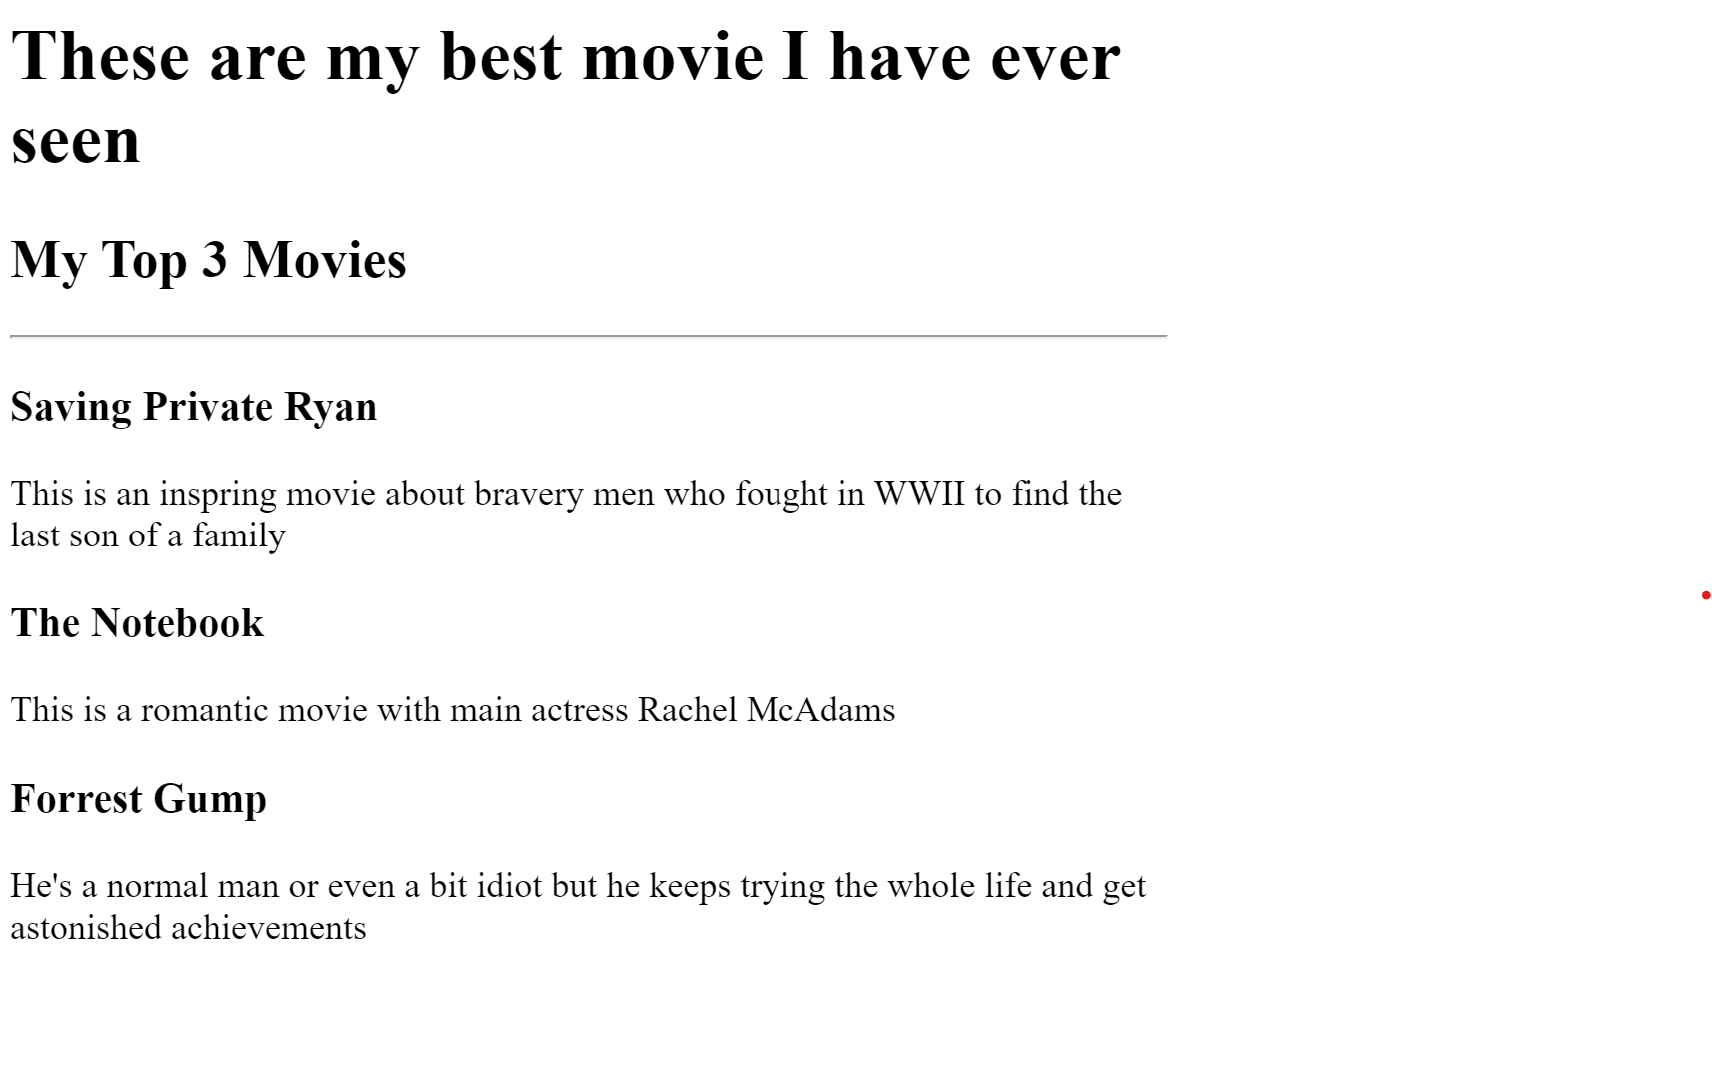 These are my best movie I have ever
seen
My Top 3 Movies
Saving Private Ryan
This is an inspring movie about bravery men who fought in WWII to find the
last son of a family
The Notebook
This is a romantic movie with main actress Rachel McAdams
Forrest Gump
He's a normal man or even a bit idiot but he keeps trying the whole life and get
astonished achievements